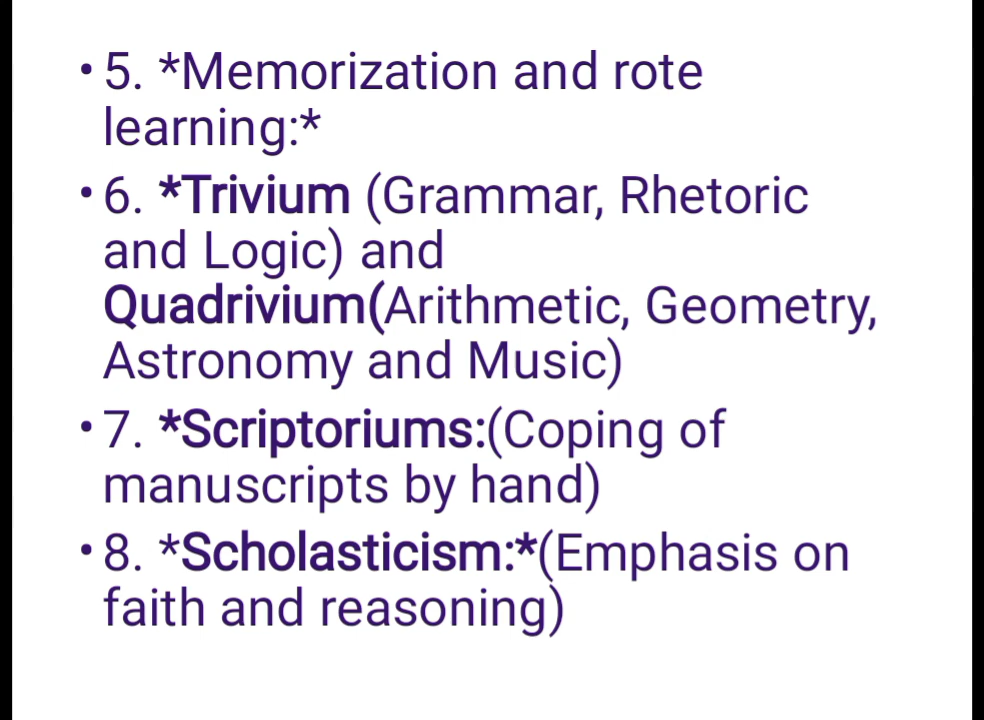 • 5. *Memorization and rote
learning:*
• 6. *Trivium (Grammar, Rhetoric
and Logic) and
Quadrivium(Arithmetic, Geometry,
Astronomy and Music)
• 7. *Scriptoriums:(Coping of
manuscripts by hand)
• 8. *Scholasticism:*(Emphasis on
faith and reasoning)